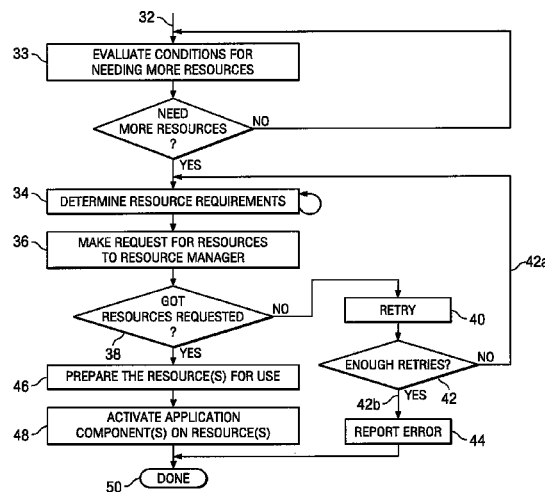 32
33
EVALUATE CONDITIONS FOR
NEEDING MORE RESOURCES
NEED
MORE RESOURCES
?
NO
YES
34
DETERMINE RESOURCE REQUIREMENTS
36
MAKE REQUEST FOR RESOURCES
TO RESOURCE MANAGER
42a
GOT
RESOURCES REQUESTED
?
NO
38
YES
RETRY
40
ENOUGH RETRIES?
NO
42
42b
YES
46
PREPARE THE RESOURCE(S) FOR USE
48
ACTIVATE APPLICATION
COMPONENT(S) ON RESOURCE(S)
REPORT ERROR
44
50
DONE